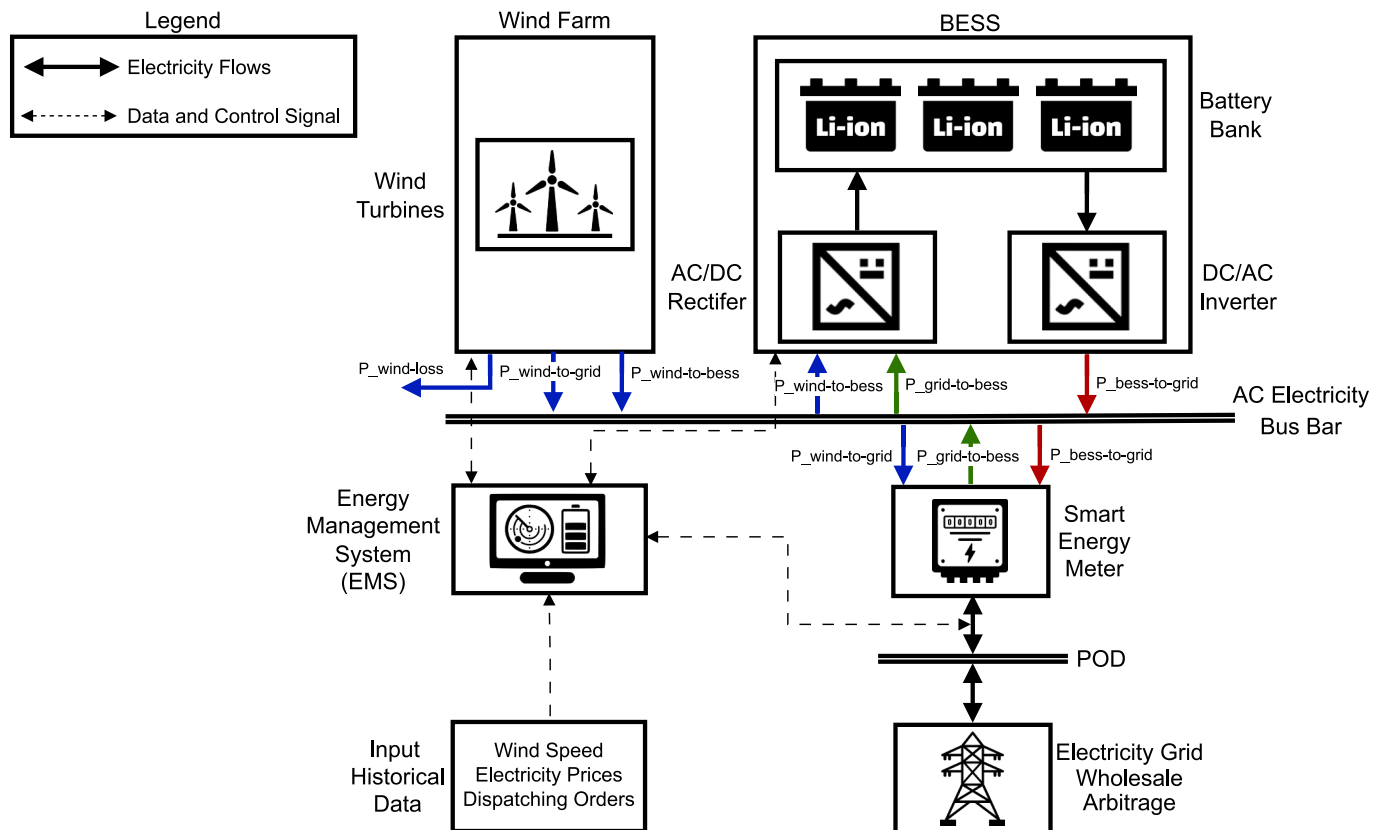 Legend
Wind Farm
BESS
Electricity Flows
Data and Control Signal
Li-ion
Li-ion
Li-ion
Battery
Bank
Wind
Turbines
AC/DC
Rectifer
DC/AC
Inverter
P_wind-loss
P_wind-to-grid
P_wind-to-bess
P_wind-to-bess
P_grid-to-bess
P_bess-to-grid
AC Electricity
Bus Bar
P_wind-to-grid
P_grid-to-bess
P_bess-to-grid
Energy
Management
System
(EMS)
00000
Smart
Energy
Meter
POD
Input
Historical
Data
Wind Speed
Electricity Prices
Dispatching Orders
Electricity Grid
Wholesale
Arbitrage